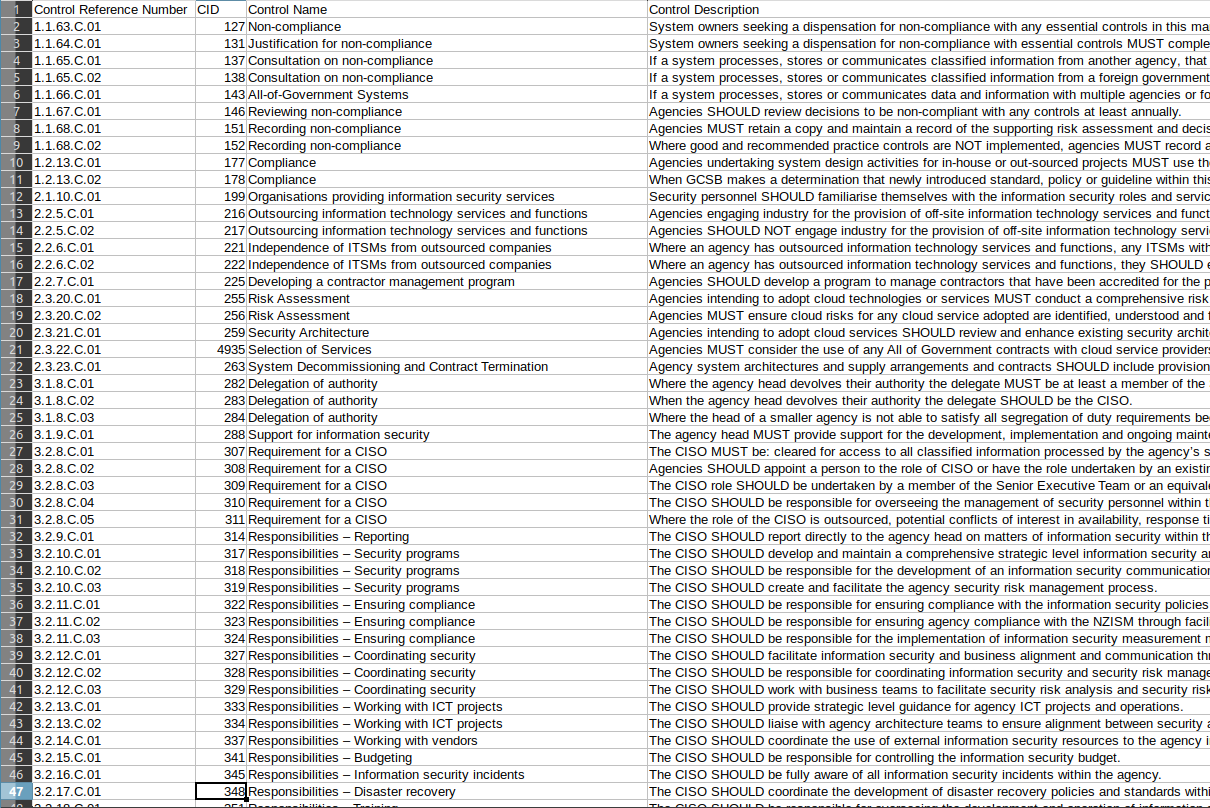 1 Control Reference Number CID Control Name Control Description
2 1.1.63.C.01 127 Non-compliance System owners seeking a dispensation for non-compliance with any essential controls in this
3 1.1.64.C.01 131 Justification for non-compliance System owners seeking a dispensation for non-compliance with essential controls MUST
4 1.1.65.C.01 137 Consultation on non-compliance If a system processes, stores or communicates classified information from another agency, that
5 1.1.65.C.02 138 Consultation on non-compliance If a system processes, stores or communicates classified information from a foreign government
6 1.1.66.C.01 143 All-of-Government Systems If a system processes, stores or communicates data and information with multiple agencies or
7 1.1.67.C.01 146 Reviewing non-compliance Agencies SHOULD review decisions to be non-compliant with any controls at least annually.
8 1.1.68.C.01 151 Recording non-compliance Agencies MUST retain a copy and maintain a record of the supporting risk assessment and
9 1.1.68.C.02 152 Recording non-compliance Where good and recommended practice controls are NOT implemented, agencies MUST record
10 1.2.13.C.01 177 Compliance Agencies undertaking system design activities for in-house or out-sourced projects MUST use
11 1.2.13.C.02 178 Compliance When GCSB makes a determination that newly introduced standard, policy or guideline within
12 2.1.10.C.01 199 Organisations providing information security services Security personnel SHOULD familiarise themselves with the information security roles and
13 2.2.5.C.01 216 Outsourcing information technology services and functions Agencies engaging industry for the provision of off-site information technology services and
14 2.2.5.C.02 217 Outsourcing information technology services and functions Agencies SHOULD NOT engage industry for the provision of off-site information technology
15 2.2.6.C.01 221 Independence of ITSMs from outsourced companies Where an agency has outsourced information technology services and functions, any ITSMs
16 2.2.6.C.02 222 Independence of ITSMs from outsourced companies Where an agency has outsourced information technology services and functions, they SHOULD
17 2.2.7.C.01 225 Developing a contractor management program Agencies SHOULD develop a program to manage contractors that have been accredited for the
18 2.3.20.C.01 255 Risk Assessment Agencies intending to adopt cloud technologies or services MUST conduct a comprehensive risk
19 2.3.20.C.02 256 Risk Assessment Agencies MUST ensure cloud risks for any cloud service adopted are identified, understood and
20 2.3.21.C.01 259 Security Architecture Agencies intending to adopt cloud services SHOULD review and enhance existing security
21 2.3.22.C.01 4935 Selection of Services Agencies MUST consider the use of any All of Government contracts with cloud service
22 2.3.23.C.01 263 System Decommissioning and Contract Termination Agency system architectures and supply arrangements and contracts SHOULD include
23 3.1.8.C.01 282 Delegation of authority Where the agency head devolves their authority the delegate MUST be at least a member of the
24 3.1.8.C.02 283 Delegation of authority When the agency head devolves their authority the delegate SHOULD be the CISO.
25 3.1.8.C.03 284 Delegation of authority Where the head of a smaller agency is not able to satisfy all segregation of duty requirements
26 3.1.9.C.01 288 Support for information security The agency head MUST provide support for the development, implementation and ongoing
27 3.2.8.C.01 307 Requirement for a CISO The CISO MUST be: cleared for access to all classified information processed by the agency's
28 3.2.8.C.02 308 Requirement for a CISO Agencies SHOULD appoint a person to the role of CISO or have the role undertaken by an
29 3.2.8.C.03 309 Requirement for a CISO The CISO role SHOULD be undertaken by a member of the Senior Executive Team or an
30 3.2.8.C.04 310 Requirement for a CISO The CISO SHOULD be responsible for overseeing the management of security personnel within
31 3.2.8.C.05 311 Requirement for a CISO Where the role of the CISO is outsourced, potential conflicts of interest in availability, response
32 3.2.9.C.01 314 Responsibilities – Reporting The CISO SHOULD report directly to the agency head on matters of information security within
33 3.2.10.C.01 317 Responsibilities – Security programs The CISO SHOULD develop and maintain a comprehensive strategic level information security
34 3.2.10.C.02 318 Responsibilities – Security programs The CISO SHOULD be responsible for the development of an information security
35 3.2.10.C.03 319 Responsibilities – Security programs The CISO SHOULD create and facilitate the agency security risk management process.
36 3.2.11.C.01 322 Responsibilities – Ensuring compliance The CISO SHOULD be responsible for ensuring compliance with the information security policies
37 3.2.11.C.02 323 Responsibilities – Ensuring compliance The CISO SHOULD be responsible for ensuring agency compliance with the NZISM through
38 3.2.11.C.03 324 Responsibilities – Ensuring compliance The CISO SHOULD be responsible for the implementation of information security measurement
39 3.2.12.C.01 327 Responsibilities – Coordinating security The CISO SHOULD facilitate information security and business alignment and communication
40 3.2.12.C.02 328 Responsibilities – Coordinating security The CISO SHOULD be responsible for coordinating information security and security risk
41 3.2.12.C.03 329 Responsibilities – Coordinating security The CISO SHOULD work with business teams to facilitate security risk analysis and security
42 3.2.13.C.01 333 Responsibilities – Working with ICT projects The CISO SHOULD provide strategic level guidance for agency ICT projects and operations.
43 3.2.13.C.02 334 Responsibilities – Working with ICT projects The CISO SHOULD liaise with agency architecture teams to ensure alignment between security
44 3.2.14.C.01 337 Responsibilities – Working with vendors The CISO SHOULD coordinate the use of external information security resources to the agency
45 3.2.15.C.01 341 Responsibilities – Budgeting The CISO SHOULD be responsible for controlling the information security budget.
46 3.2.16.C.01 345 Responsibilities – Information security incidents The CISO SHOULD be fully aware of all information security incidents within the agency.
47 3.2.17.C.01 348 Responsibilities – Disaster recovery The CISO SHOULD coordinate the development of disaster recovery policies and standards